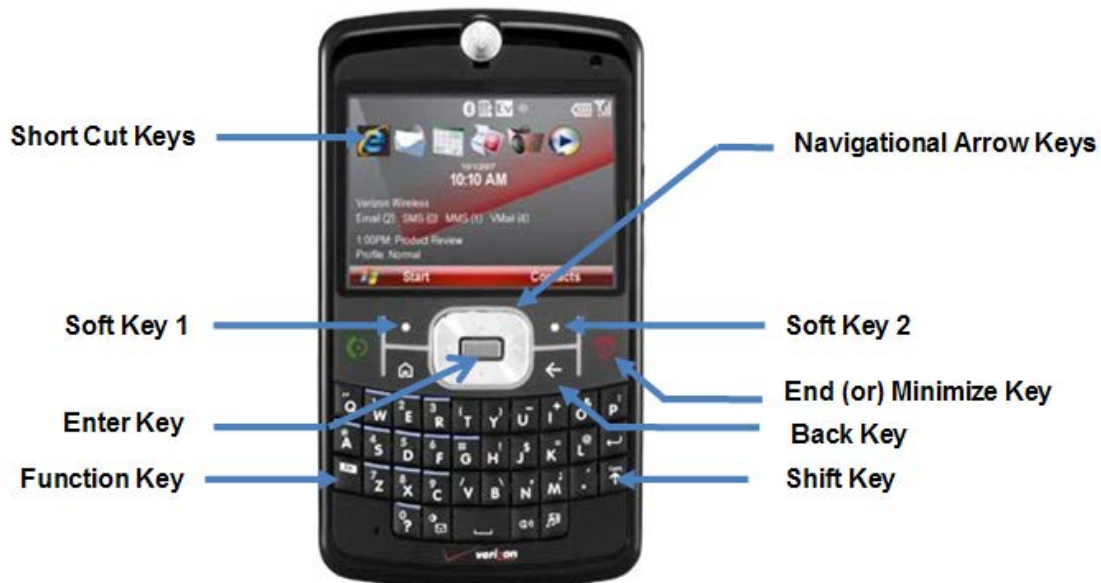 Short Cut Keys
Navigational Arrow Keys
Ev
10:10 AM
Verizon Wireless
Email (2) SMS (0) MMS (1) VMail (4)
1:00PM: Product Review
Profile: Normal
Start Contacts
Soft Key 1
Soft Key 2
End (or) Minimize Key
Enter Key
Back Key
Function Key
Shift Key
Q W E R T Y U I O P
A S D F G H J K L
Z X C V B N M .
?
verizon